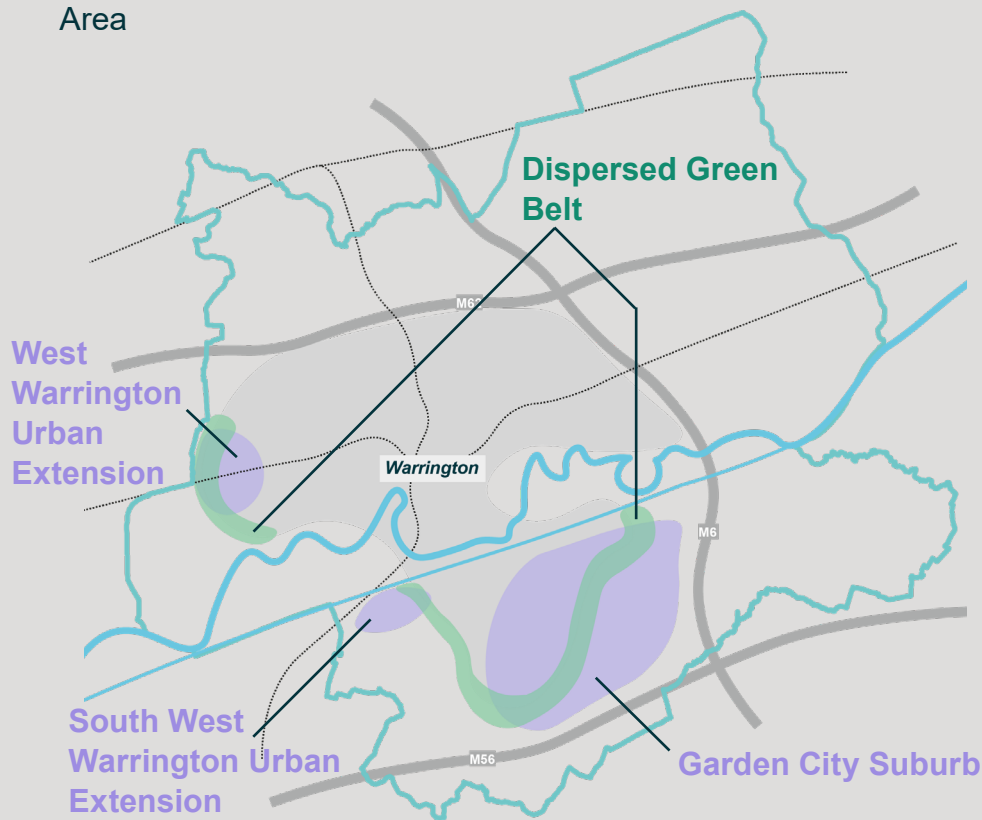 Area
Dispersed Green
Belt
M62
West
Warrington
Urban
Extension
Warrington
M6
South West
Warrington Urban
Extension
M56
Garden City Suburb